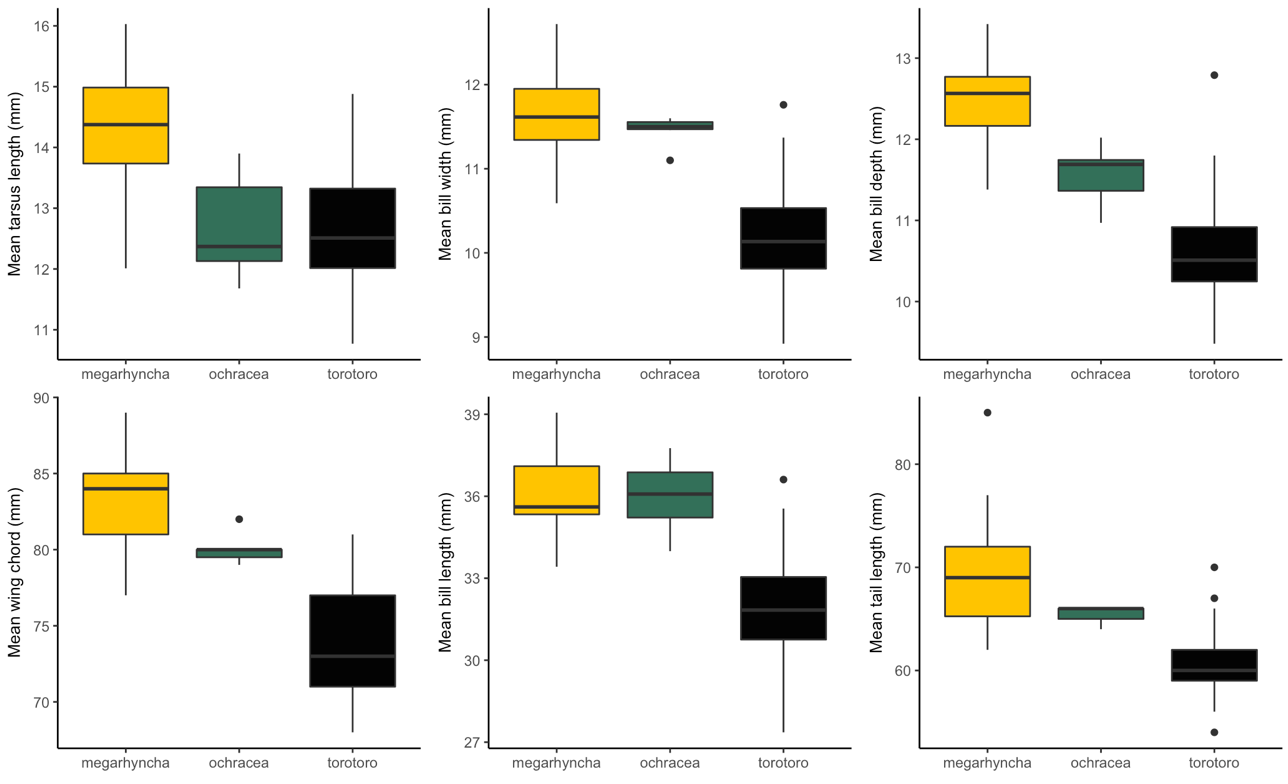 Mean tarsus length (mm)
16
15
14
13
12
11
megarhyncha ochracea torotoro
Mean bill width (mm)
12
11
10
9
megarhyncha ochracea torotoro
Mean bill depth (mm)
13
12
11
10
megarhyncha ochracea torotoro
Mean wing chord (mm)
90
85
80
75
70
megarhyncha ochracea torotoro
Mean bill length (mm)
39
36
33
30
27
megarhyncha ochracea torotoro
Mean tail length (mm)
80
70
60
megarhyncha ochracea torotoro